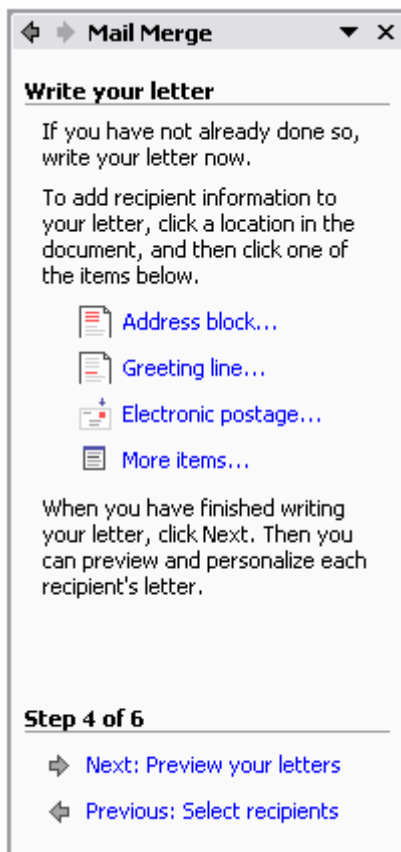 Mail Merge
Write your letter
If you have not already done so,
write your letter now.
To add recipient information to
your letter, click a location in the
document, and then click one of
the items below.
Address block...
Greeting line...
Electronic postage...
More items...
When you have finished writing
your letter, click Next. Then you
can preview and personalize each
recipient's letter.
Step 4 of 6
Next: Preview your letters
Previous: Select recipients